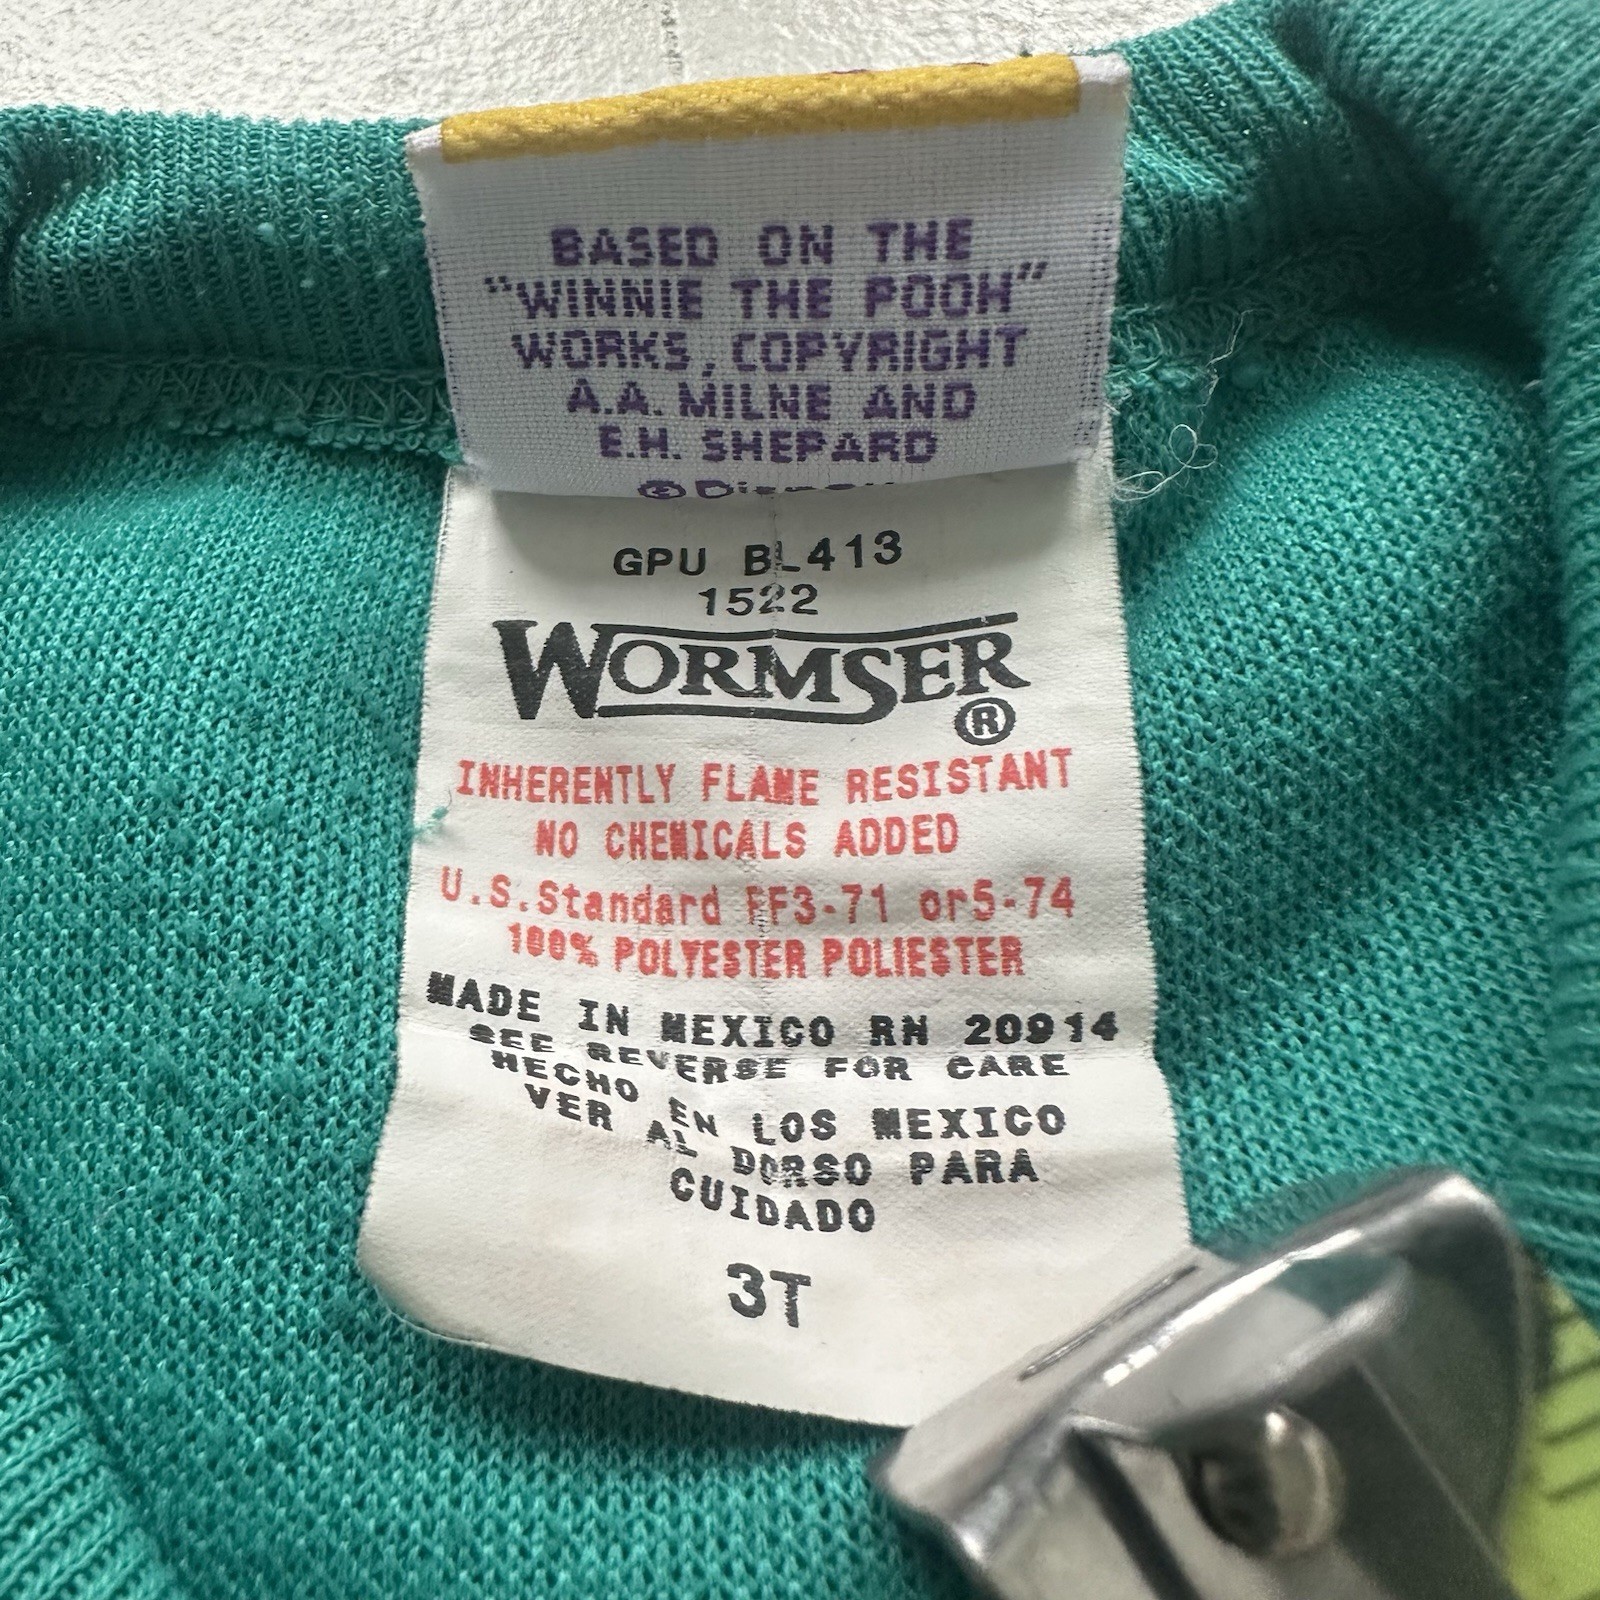 BASED ON THE
"WINNIE THE POOH"
WORKS, COPYRIGHT
A.A. MILNE AND
E.H. SHEPARD
© Disney
GPU BL413
1522
WORMSER
®
INHERENTLY FLAME RESISTANT
NO CHEMICALS ADDED
U.S.Standard FF3-71 or5-74
100% POLYESTER POLIESTER
MADE IN MEXICO RN 20914
SEE REVERSE FOR CARE
HECHO EN LOS MEXICO
VER AL DORSO PARA
CUIDADO
3T